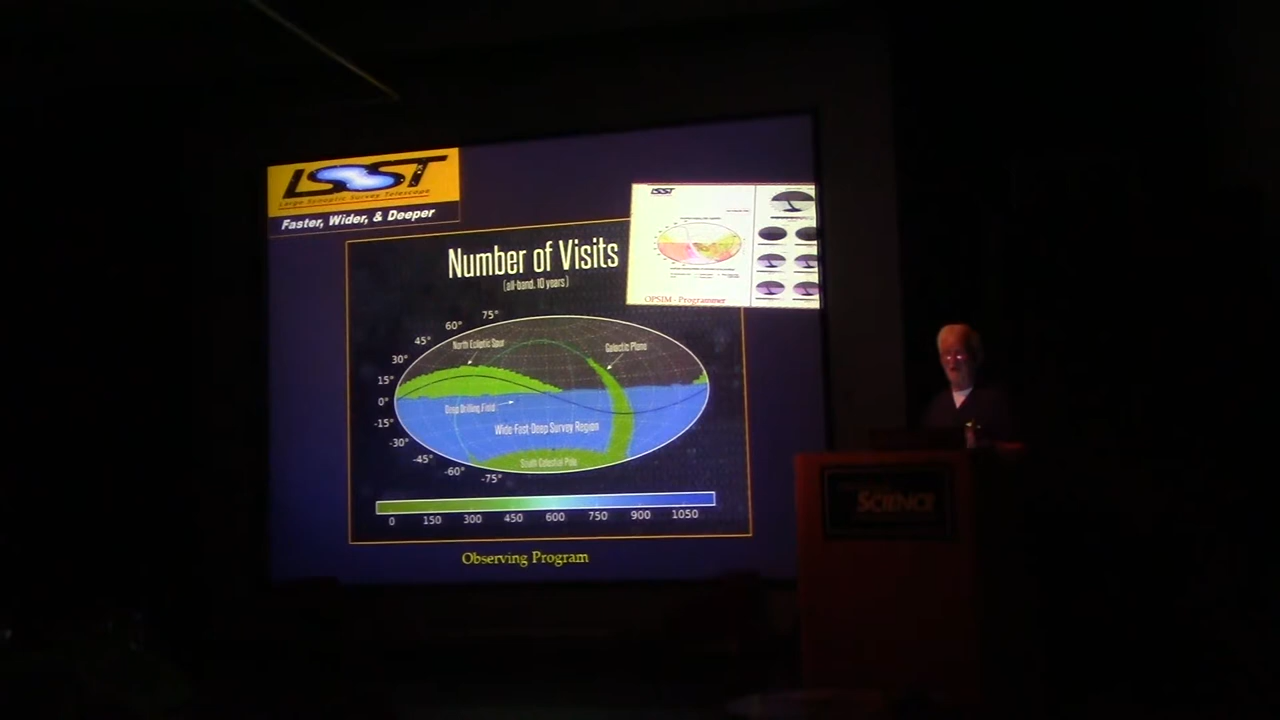 LSST
Large Synoptic Survey Telescope
Faster, Wider, & Deeper
LSST
OPSIM - Programmer
Number of Visits
(all-band, 10 years)
75°
60°
45°
30°
15°
0°
-15°
-30°
-45°
-60°
-75°
North Ecliptic Spur
Galactic Plane
Deep Drilling Field
Wide-Fast-Deep Survey Region
South Celestial Pole
0 150 300 450 600 750 900 1050
Observing Program
SCIENCE